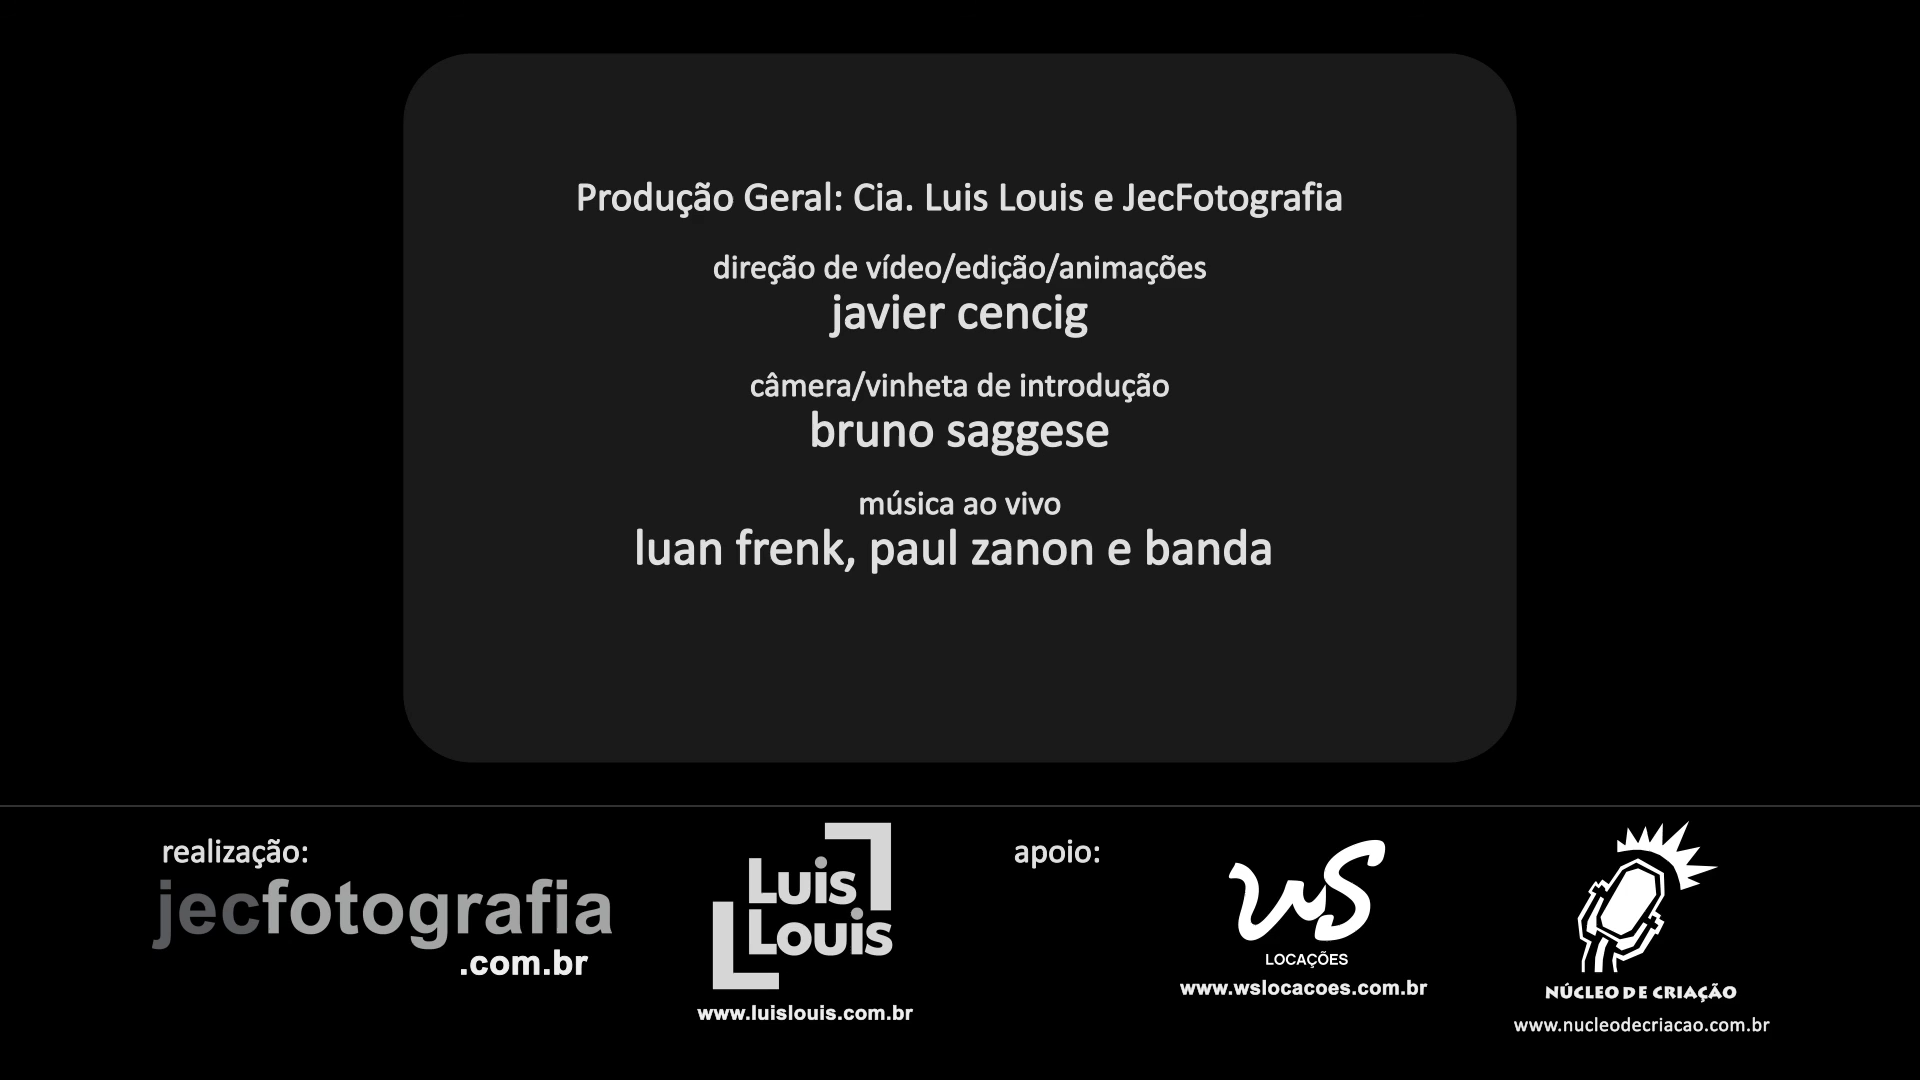 Produção Geral: Cia. Luis Louis e JecFotografia
direção de vídeo/edição/animações
javier cencig
câmera/vinheta de introdução
bruno saggese
música ao vivo
luan frenk, paul zanon e banda
realização:
jecfotografia
.com.br
Luis
Louis
www.luislouis.com.br
apoio:
wS
LOCAÇÕES
www.wslocacoes.com.br
NÚCLEO DE CRIAÇÃO
www.nucleodecriacao.com.br